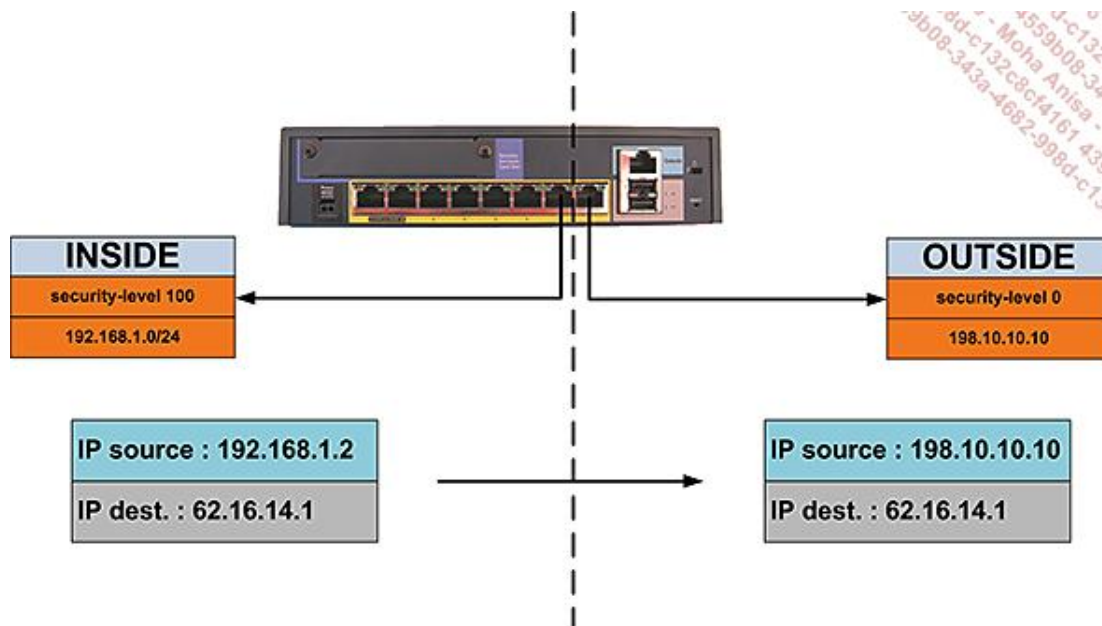 - Moha Anisa -
INSIDE
security-level 100
192.168.1.0/24
OUTSIDE
security-level 0
198.10.10.10
IP source : 192.168.1.2
IP dest. : 62.16.14.1
IP source : 198.10.10.10
IP dest. : 62.16.14.1